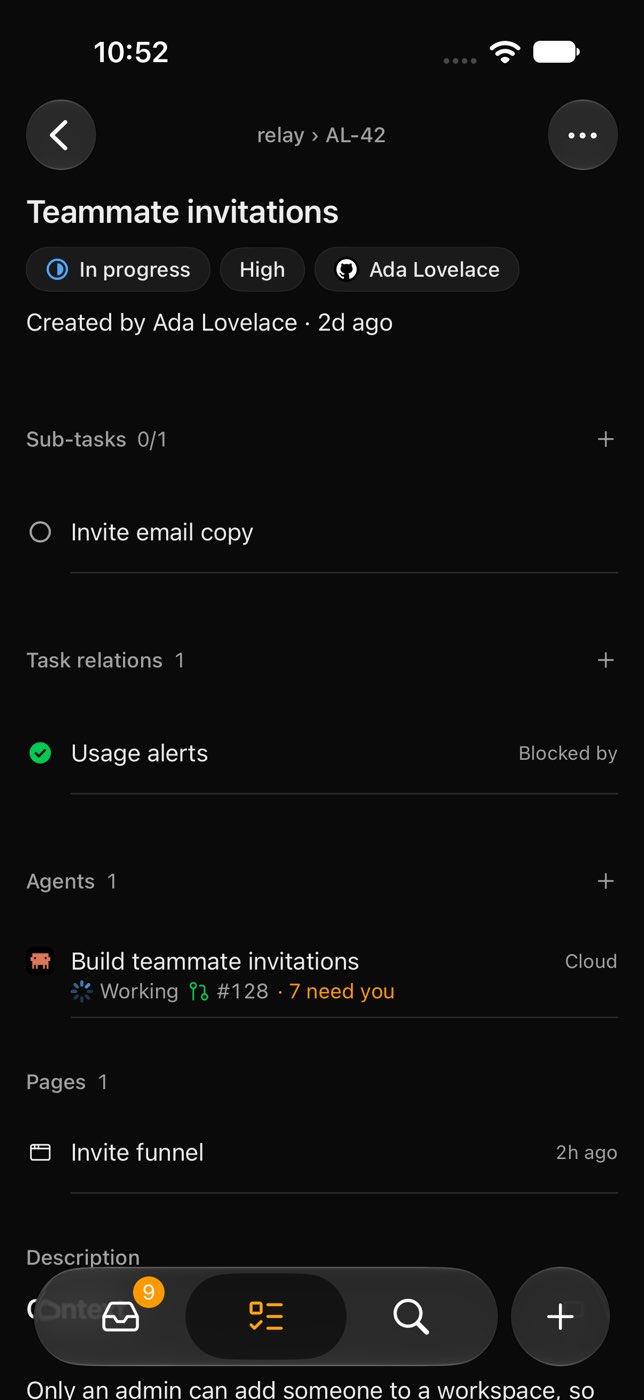 10:52
relay › AL-42
Teammate invitations
In progress High Ada Lovelace
Created by Ada Lovelace · 2d ago
Sub-tasks 0/1
Invite email copy
Task relations 1
Usage alerts Blocked by
Agents 1
Build teammate invitations Cloud
Working #128 · 7 need you
Pages 1
Invite funnel 2h ago
Description
9
Only an admin can add someone to a workspace, so